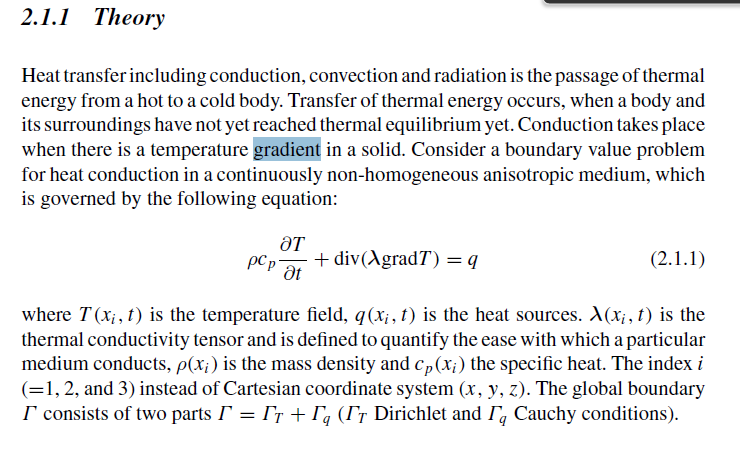 2.1.1 Theory
Heat transfer including conduction, convection and radiation is the passage of thermal
energy from a hot to a cold body. Transfer of thermal energy occurs, when a body and
its surroundings have not yet reached thermal equilibrium yet. Conduction takes place
when there is a temperature gradient in a solid. Consider a boundary value problem
for heat conduction in a continuously non-homogeneous anisotropic medium, which
is governed by the following equation:
ρc_p ∂T/∂t + div(λgradT) = q (2.1.1)
where T(x_i, t) is the temperature field, q(x_i, t) is the heat sources. λ(x_i, t) is the
thermal conductivity tensor and is defined to quantify the ease with which a particular
medium conducts, ρ(x_i) is the mass density and c_p(x_i) the specific heat. The index i
(=1, 2, and 3) instead of Cartesian coordinate system (x, y, z). The global boundary
Γ consists of two parts Γ = Γ_T + Γ_q (Γ_T Dirichlet and Γ_q Cauchy conditions).